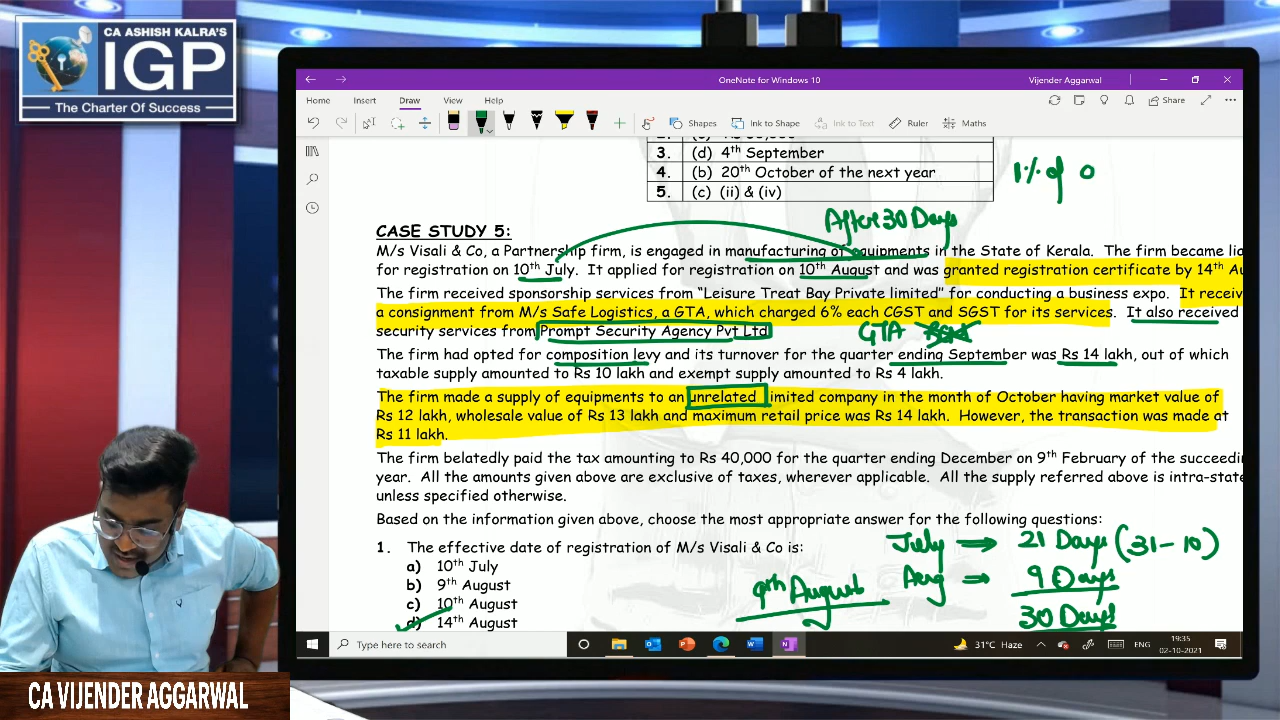 CA ASHISH KALRA'S
IGP
The Charter Of Success
OneNote for Windows 10
Vijender Aggarwal
Home Insert Draw View Help
Share
Shapes Ink to Shape Ink to Text Ruler Maths
3. (d) 4th September
4. (b) 20th October of the next year
5. (c) (ii) & (iv)
1% of
After 30 Days
CASE STUDY 5:
M/s Visali & Co, a Partnership firm, is engaged in manufacturing of equipments in the State of Kerala. The firm became
for registration on 10th July. It applied for registration on 10th August and was granted registration certificate by 14th
The firm received sponsorship services from "Leisure Treat Bay Private limited" for conducting a business expo. It
a consignment from M/s Safe Logistics, a GTA, which charged 6% each CGST and SGST for its services. It also received
security services from Prompt Security Agency Pvt Ltd
GTA
The firm had opted for composition levy and its turnover for the quarter ending September was Rs 14 lakh, out of which
taxable supply amounted to Rs 10 lakh and exempt supply amounted to Rs 4 lakh.
The firm made a supply of equipments to an unrelated imited company in the month of October having market value of
Rs 12 lakh, wholesale value of Rs 13 lakh and maximum retail price was Rs 14 lakh. However, the transaction was made at
Rs 11 lakh.
The firm belatedly paid the tax amounting to Rs 40,000 for the quarter ending December on 9th February of the
year. All the amounts given above are exclusive of taxes, wherever applicable. All the supply referred above is intra-state
unless specified otherwise.
Based on the information given above, choose the most appropriate answer for the following questions:
1. The effective date of registration of M/s Visali & Co is:
a) 10th July
b) 9th August
c) 10th August
d) 14th August
July → 21 Days (31-10)
Aug → 9 Days
30 Days
9th August
Type here to search
31°C Haze
ENG
19:35
02-10-2021
CA VIJENDER AGGARWAL